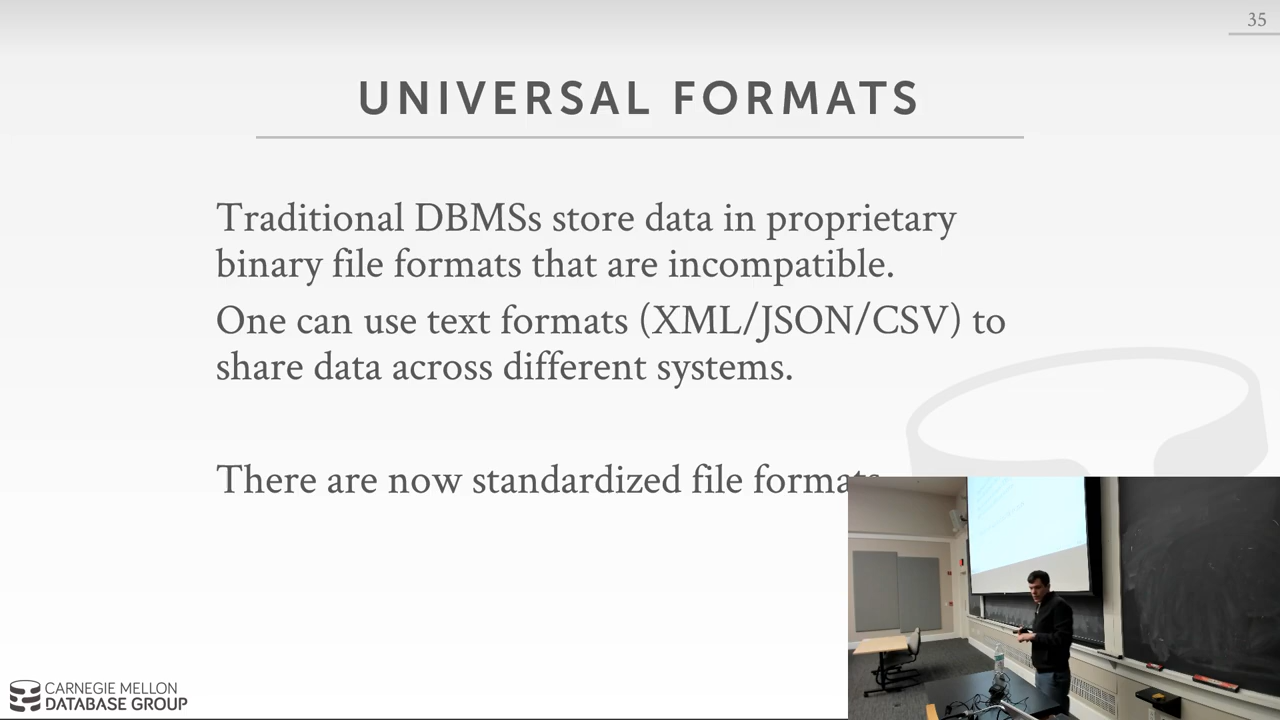 35
UNIVERSAL FORMATS
Traditional DBMSs store data in proprietary
binary file formats that are incompatible.
One can use text formats (XML/JSON/CSV) to
share data across different systems.
There are now standardized file formats
CARNEGIE MELLON
DATABASE GROUP